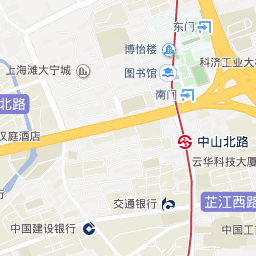 东门
博怡楼
科济工业大
上海滩大宁城
图书馆
南门
北路
汉庭酒店
中山北路
云华科技大厦
交通银行
芷江西路
中国建设银行
中国工